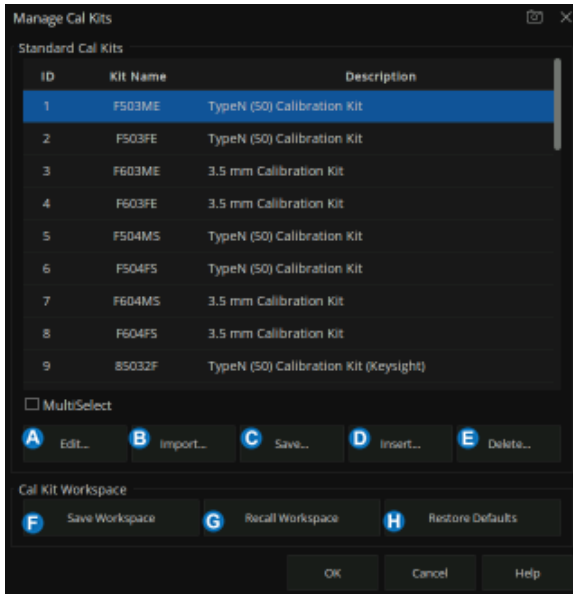 Manage Cal Kits
Standard Cal Kits
ID Kit Name Description
1 F503ME TypeN (50) Calibration Kit
2 F503FE TypeN (50) Calibration Kit
3 F603ME 3.5 mm Calibration Kit
4 F603FE 3.5 mm Calibration Kit
5 F504MS TypeN (50) Calibration Kit
6 F504FS TypeN (50) Calibration Kit
7 F604MS 3.5 mm Calibration Kit
8 F604FS 3.5 mm Calibration Kit
9 85032F TypeN (50) Calibration Kit (Keysight)
MultiSelect
A Edit... B Import... C Save... D Insert... E Delete...
Cal Kit Workspace
F Save Workspace G Recall Workspace H Restore Defaults
OK Cancel Help